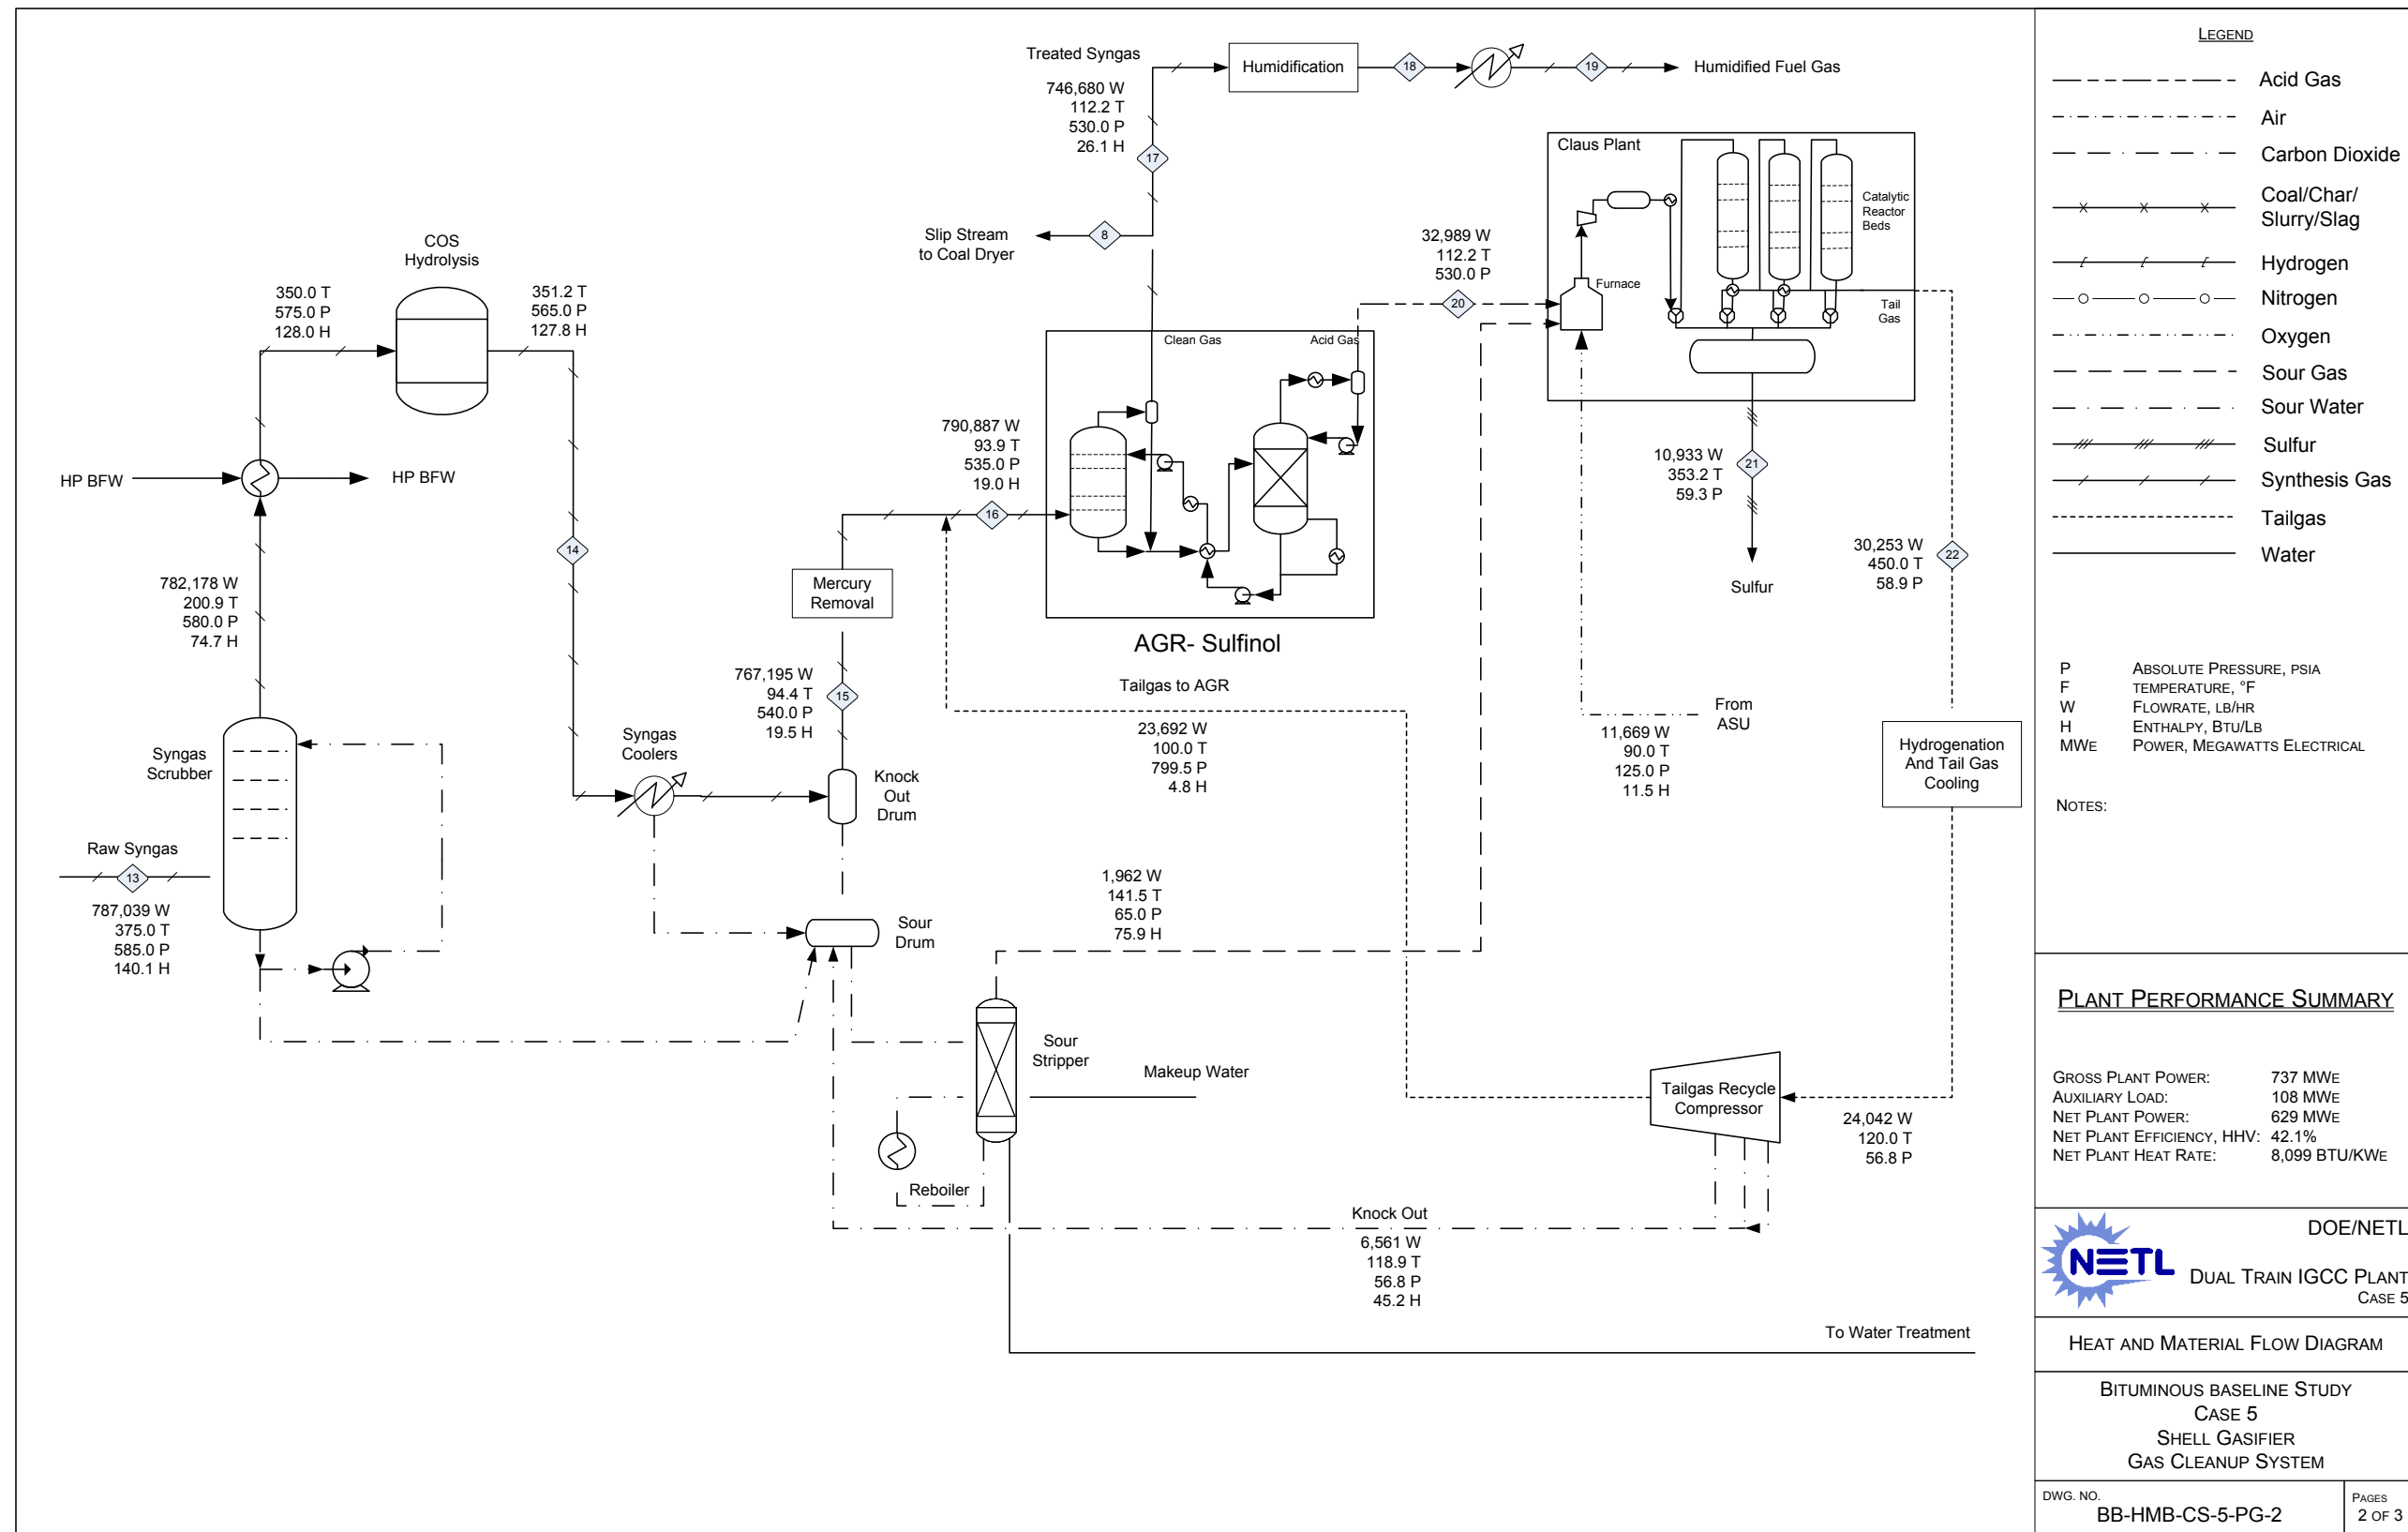 Treated Syngas
746,680 W
112.2 T
530.0 P
26.1 H
17
Humidification
18
19
Humidified Fuel Gas
Slip Stream
to Coal Dryer
8
COS
Hydrolysis
350.0 T
575.0 P
128.0 H
351.2 T
565.0 P
127.8 H
HP BFW
HP BFW
14
782,178 W
200.9 T
580.0 P
74.7 H
Syngas
Scrubber
Raw Syngas
13
787,039 W
375.0 T
585.0 P
140.1 H
Syngas
Coolers
Knock
Out
Drum
767,195 W
94.4 T
540.0 P
19.5 H
15
Mercury
Removal
790,887 W
93.9 T
535.0 P
19.0 H
16
Clean Gas
Acid Gas
AGR- Sulfinol
Tailgas to AGR
23,692 W
100.0 T
799.5 P
4.8 H
32,989 W
112.2 T
530.0 P
20
Claus Plant
Furnace
Catalytic
Reactor
Beds
Tail
Gas
10,933 W
353.2 T
59.3 P
21
Sulfur
30,253 W
450.0 T
58.9 P
22
From
ASU
11,669 W
90.0 T
125.0 P
11.5 H
Hydrogenation
And Tail Gas
Cooling
Sour
Drum
1,962 W
141.5 T
65.0 P
75.9 H
Sour
Stripper
Makeup Water
Reboiler
Tailgas Recycle
Compressor
24,042 W
120.0 T
56.8 P
Knock Out
6,561 W
118.9 T
56.8 P
45.2 H
To Water Treatment
LEGEND
Acid Gas
Air
Carbon Dioxide
Coal/Char/
Slurry/Slag
Hydrogen
Nitrogen
Oxygen
Sour Gas
Sour Water
Sulfur
Synthesis Gas
Tailgas
Water
P ABSOLUTE PRESSURE, PSIA
F TEMPERATURE, °F
W FLOWRATE, LB/HR
H ENTHALPY, BTU/LB
MWE POWER, MEGAWATTS ELECTRICAL
NOTES:
PLANT PERFORMANCE SUMMARY
GROSS PLANT POWER: 737 MWE
AUXILIARY LOAD: 108 MWE
NET PLANT POWER: 629 MWE
NET PLANT EFFICIENCY, HHV: 42.1%
NET PLANT HEAT RATE: 8,099 BTU/KWE
NETL
DOE/NETL
DUAL TRAIN IGCC PLANT
CASE 5
HEAT AND MATERIAL FLOW DIAGRAM
BITUMINOUS BASELINE STUDY
CASE 5
SHELL GASIFIER
GAS CLEANUP SYSTEM
DWG. NO.
BB-HMB-CS-5-PG-2
PAGES
2 OF 3